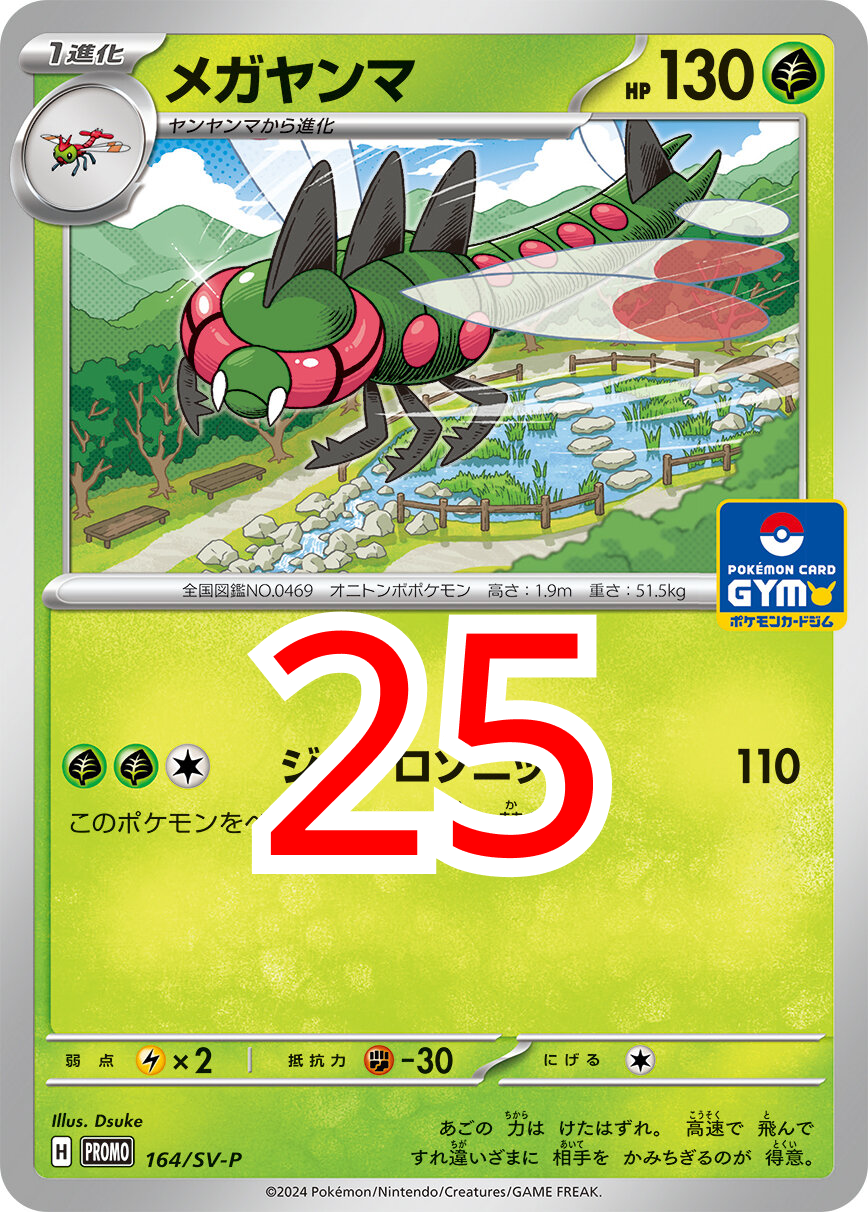 1進化
メガヤンマ
HP 130
ヤンヤンマから進化
全国図鑑NO.0469 オニトンボポケモン 高さ：1.9m 重さ：51.5kg
POKÉMON CARD
GYM
ポケモンカードジム
25
110
このポケモンを
弱点 ×2 抵抗力 -30 にげる
Illus. Dsuke
H PROMO 164/SV-P
あごの 力は けたはずれ。 高速で 飛んで
すれ違いざまに 相手を かみちぎるのが 得意。
©2024 Pokémon/Nintendo/Creatures/GAME FREAK.